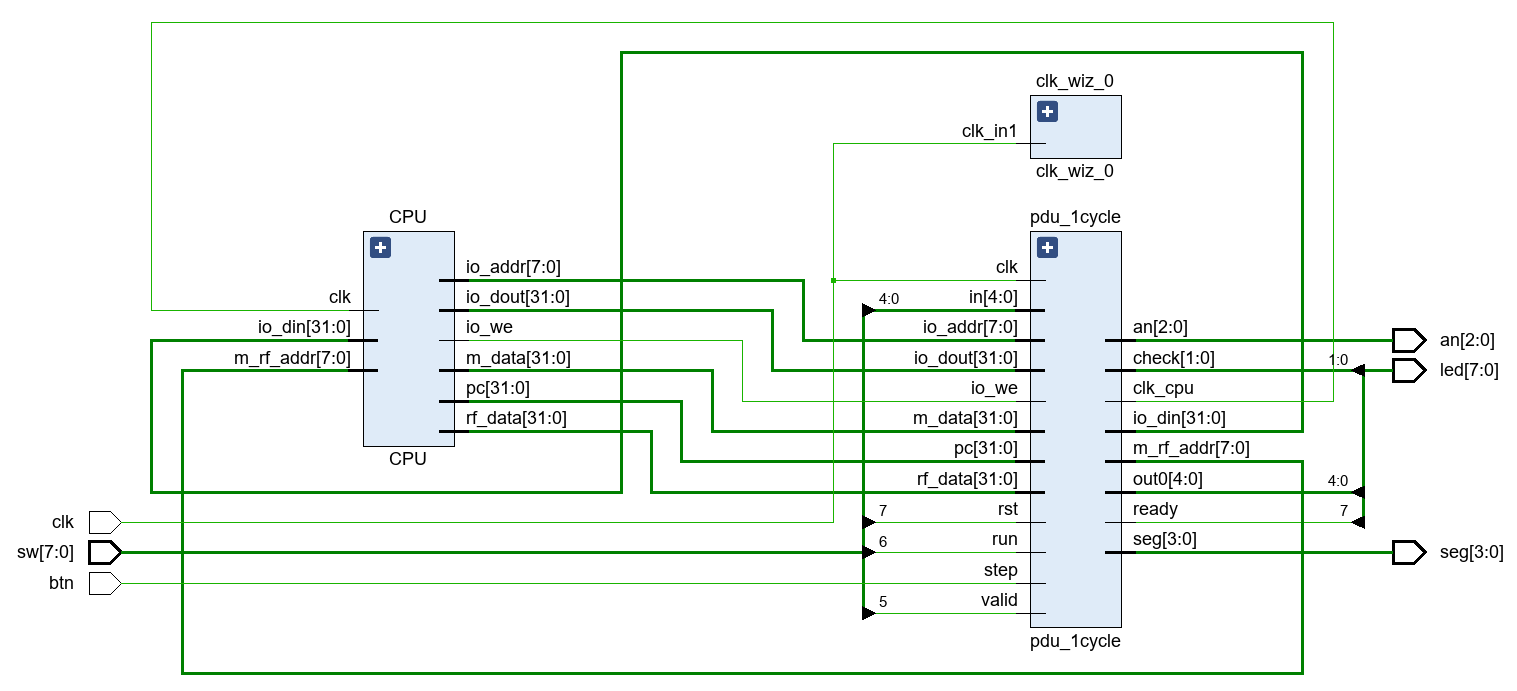 clk_wiz_0
clk_in1
clk_wiz_0
CPU
clk
io_din[31:0]
m_rf_addr[7:0]
io_addr[7:0]
io_dout[31:0]
io_we
m_data[31:0]
pc[31:0]
rf_data[31:0]
CPU
pdu_1cycle
clk
4:0
in[4:0]
io_addr[7:0]
io_dout[31:0]
io_we
m_data[31:0]
pc[31:0]
rf_data[31:0]
7
rst
6
run
step
5
valid
an[2:0]
check[1:0]
1:0
clk_cpu
io_din[31:0]
m_rf_addr[7:0]
out0[4:0]
4:0
ready
7
seg[3:0]
pdu_1cycle
clk
sw[7:0]
btn
an[2:0]
led[7:0]
seg[3:0]